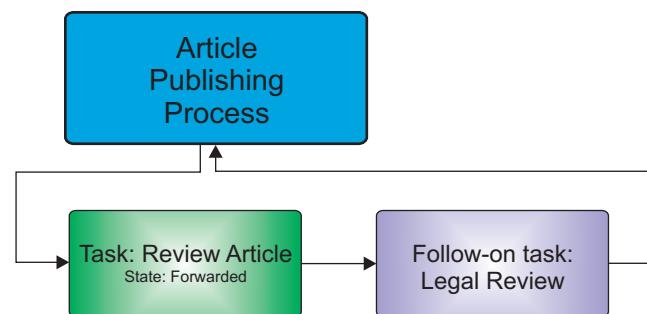 Article
Publishing
Process
Task: Review Article
State: Forwarded
Follow-on task:
Legal Review